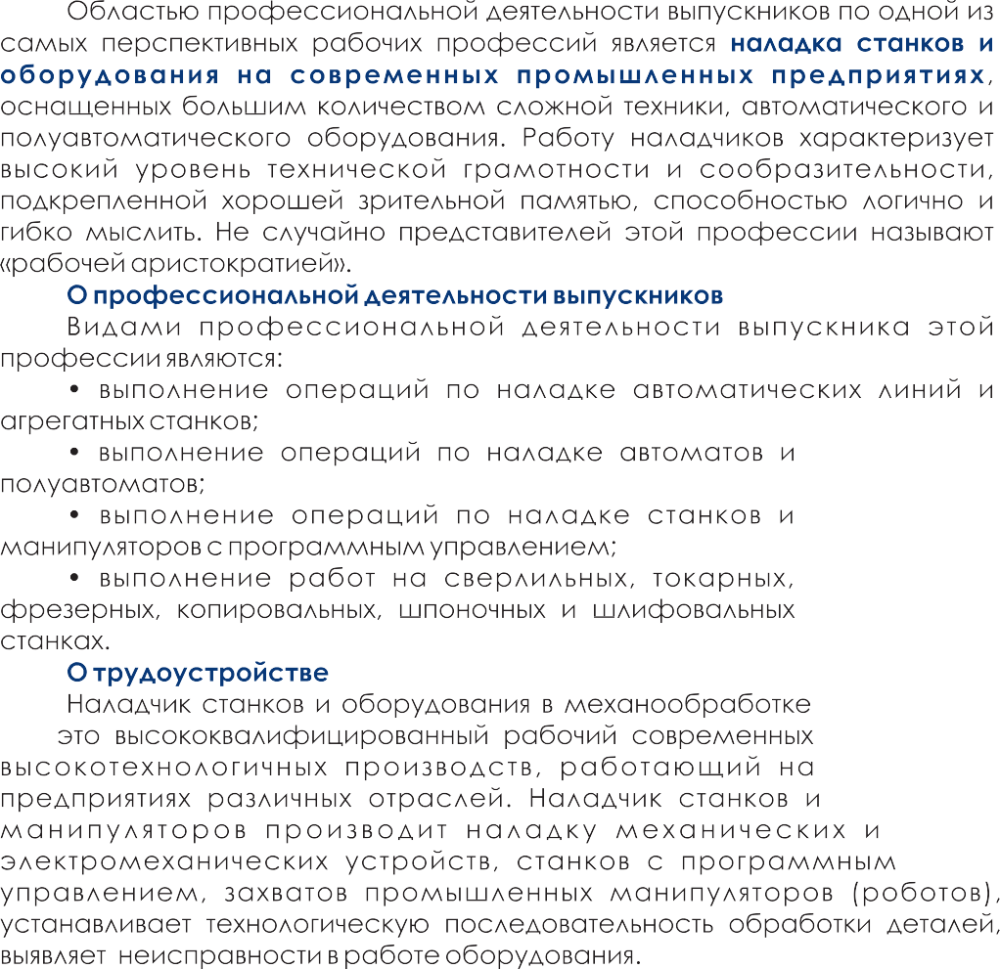 Областью профессиональной деятельности выпускников по одной из
самых перспективных рабочих профессий является наладка станков и
оборудования на современных промышленных предприятиях,
оснащенных большим количеством сложной техники, автоматического и
полуавтоматического оборудования. Работу наладчиков характеризует
высокий уровень технической грамотности и сообразительности,
подкрепленной хорошей зрительной памятью, способностью логично и
гибко мыслить. Не случайно представителей этой профессии называют
«рабочей аристократией».
О профессиональной деятельности выпускников
Видами профессиональной деятельности выпускника этой
профессии являются:
• выполнение операций по наладке автоматических линий и
агрегатных станков;
• выполнение операций по наладке автоматов и
полуавтоматов;
• выполнение операций по наладке станков и
манипуляторов с программным управлением;
• выполнение работ на сверлильных, токарных,
фрезерных, копировальных, шпоночных и шлифовальных
станках.
О трудоустройстве
Наладчик станков и оборудования в механообработке
это высококвалифицированный рабочий современных
высокотехнологичных производств, работающий на
предприятиях различных отраслей. Наладчик станков и
манипуляторов производит наладку механических и
электромеханических устройств, станков с программным
управлением, захватов промышленных манипуляторов (роботов),
устанавливает технологическую последовательность обработки деталей,
выявляет неисправности в работе оборудования.